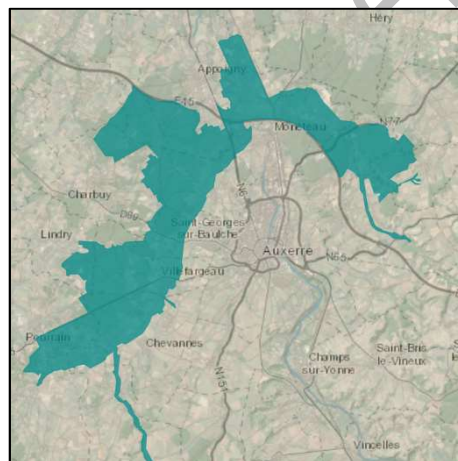 Héry
Appoigny
E15
Monéteau
N77
Charbuy
D89
N6
Saint-Georges
sur-Baulche
Lindry
Auxerre
N65
Villefargeau
Pourrain
Chevannes
N151
Champs
sur-Yonne
Saint-Bris
le-Vineux
Vincelles